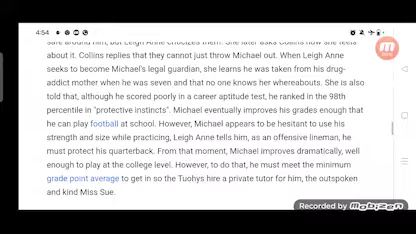 4:54
safe around him, but Leigh Anne chooses them. She later asks Collins how she feels
about it. Collins replies that they cannot just throw Michael out. When Leigh Anne
seeks to become Michael's legal guardian, she learns he was taken from his drug-
addict mother when he was seven and that no one knows her whereabouts. She is also
told that, although he scored poorly in a career aptitude test, he ranked in the 98th
percentile in "protective instincts". Michael eventually improves his grades enough that
he can play football at school. However, Michael appears to be hesitant to use his
strength and size while practicing, Leigh Anne tells him, as an offensive lineman, he
must protect his quarterback. From that moment, Michael improves dramatically, well
enough to play at the college level. However, to do that, he must meet the minimum
grade point average to get in so the Tuohys hire a private tutor for him, the outspoken
and kind Miss Sue.
Recorded by
Mobizen